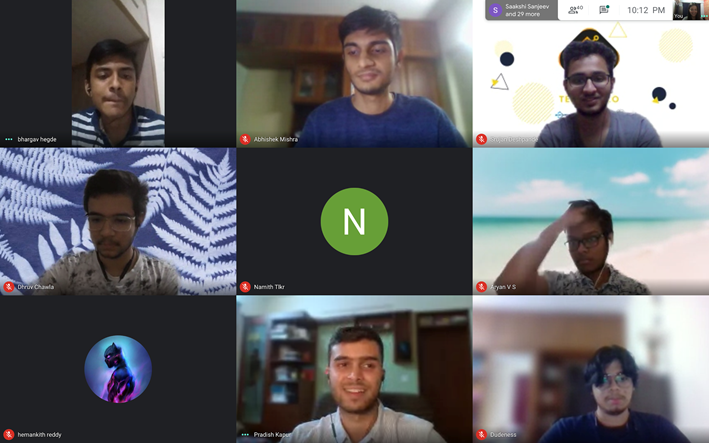 S
Saakshi Sanjeev
and 29 more
40
10:12 PM
You
bhargav hegde
Abhishek Mishra
Dhruv Chawla
N
Namith Tlkr
Aryan V S
hemankith reddy
Pradish Kapur
Dudeness